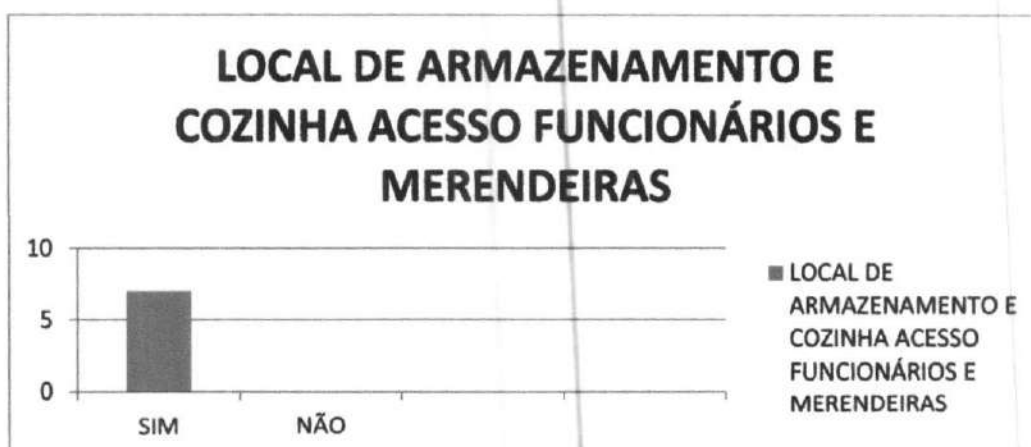 LOCAL DE ARMAZENAMENTO E
COZINHA ACESSO FUNCIONÁRIOS E
MERENDEIRAS
10
5
0
SIM
NÃO
LOCAL DE
ARMAZENAMENTO E
COZINHA ACESSO
FUNCIONÁRIOS E
MERENDEIRAS